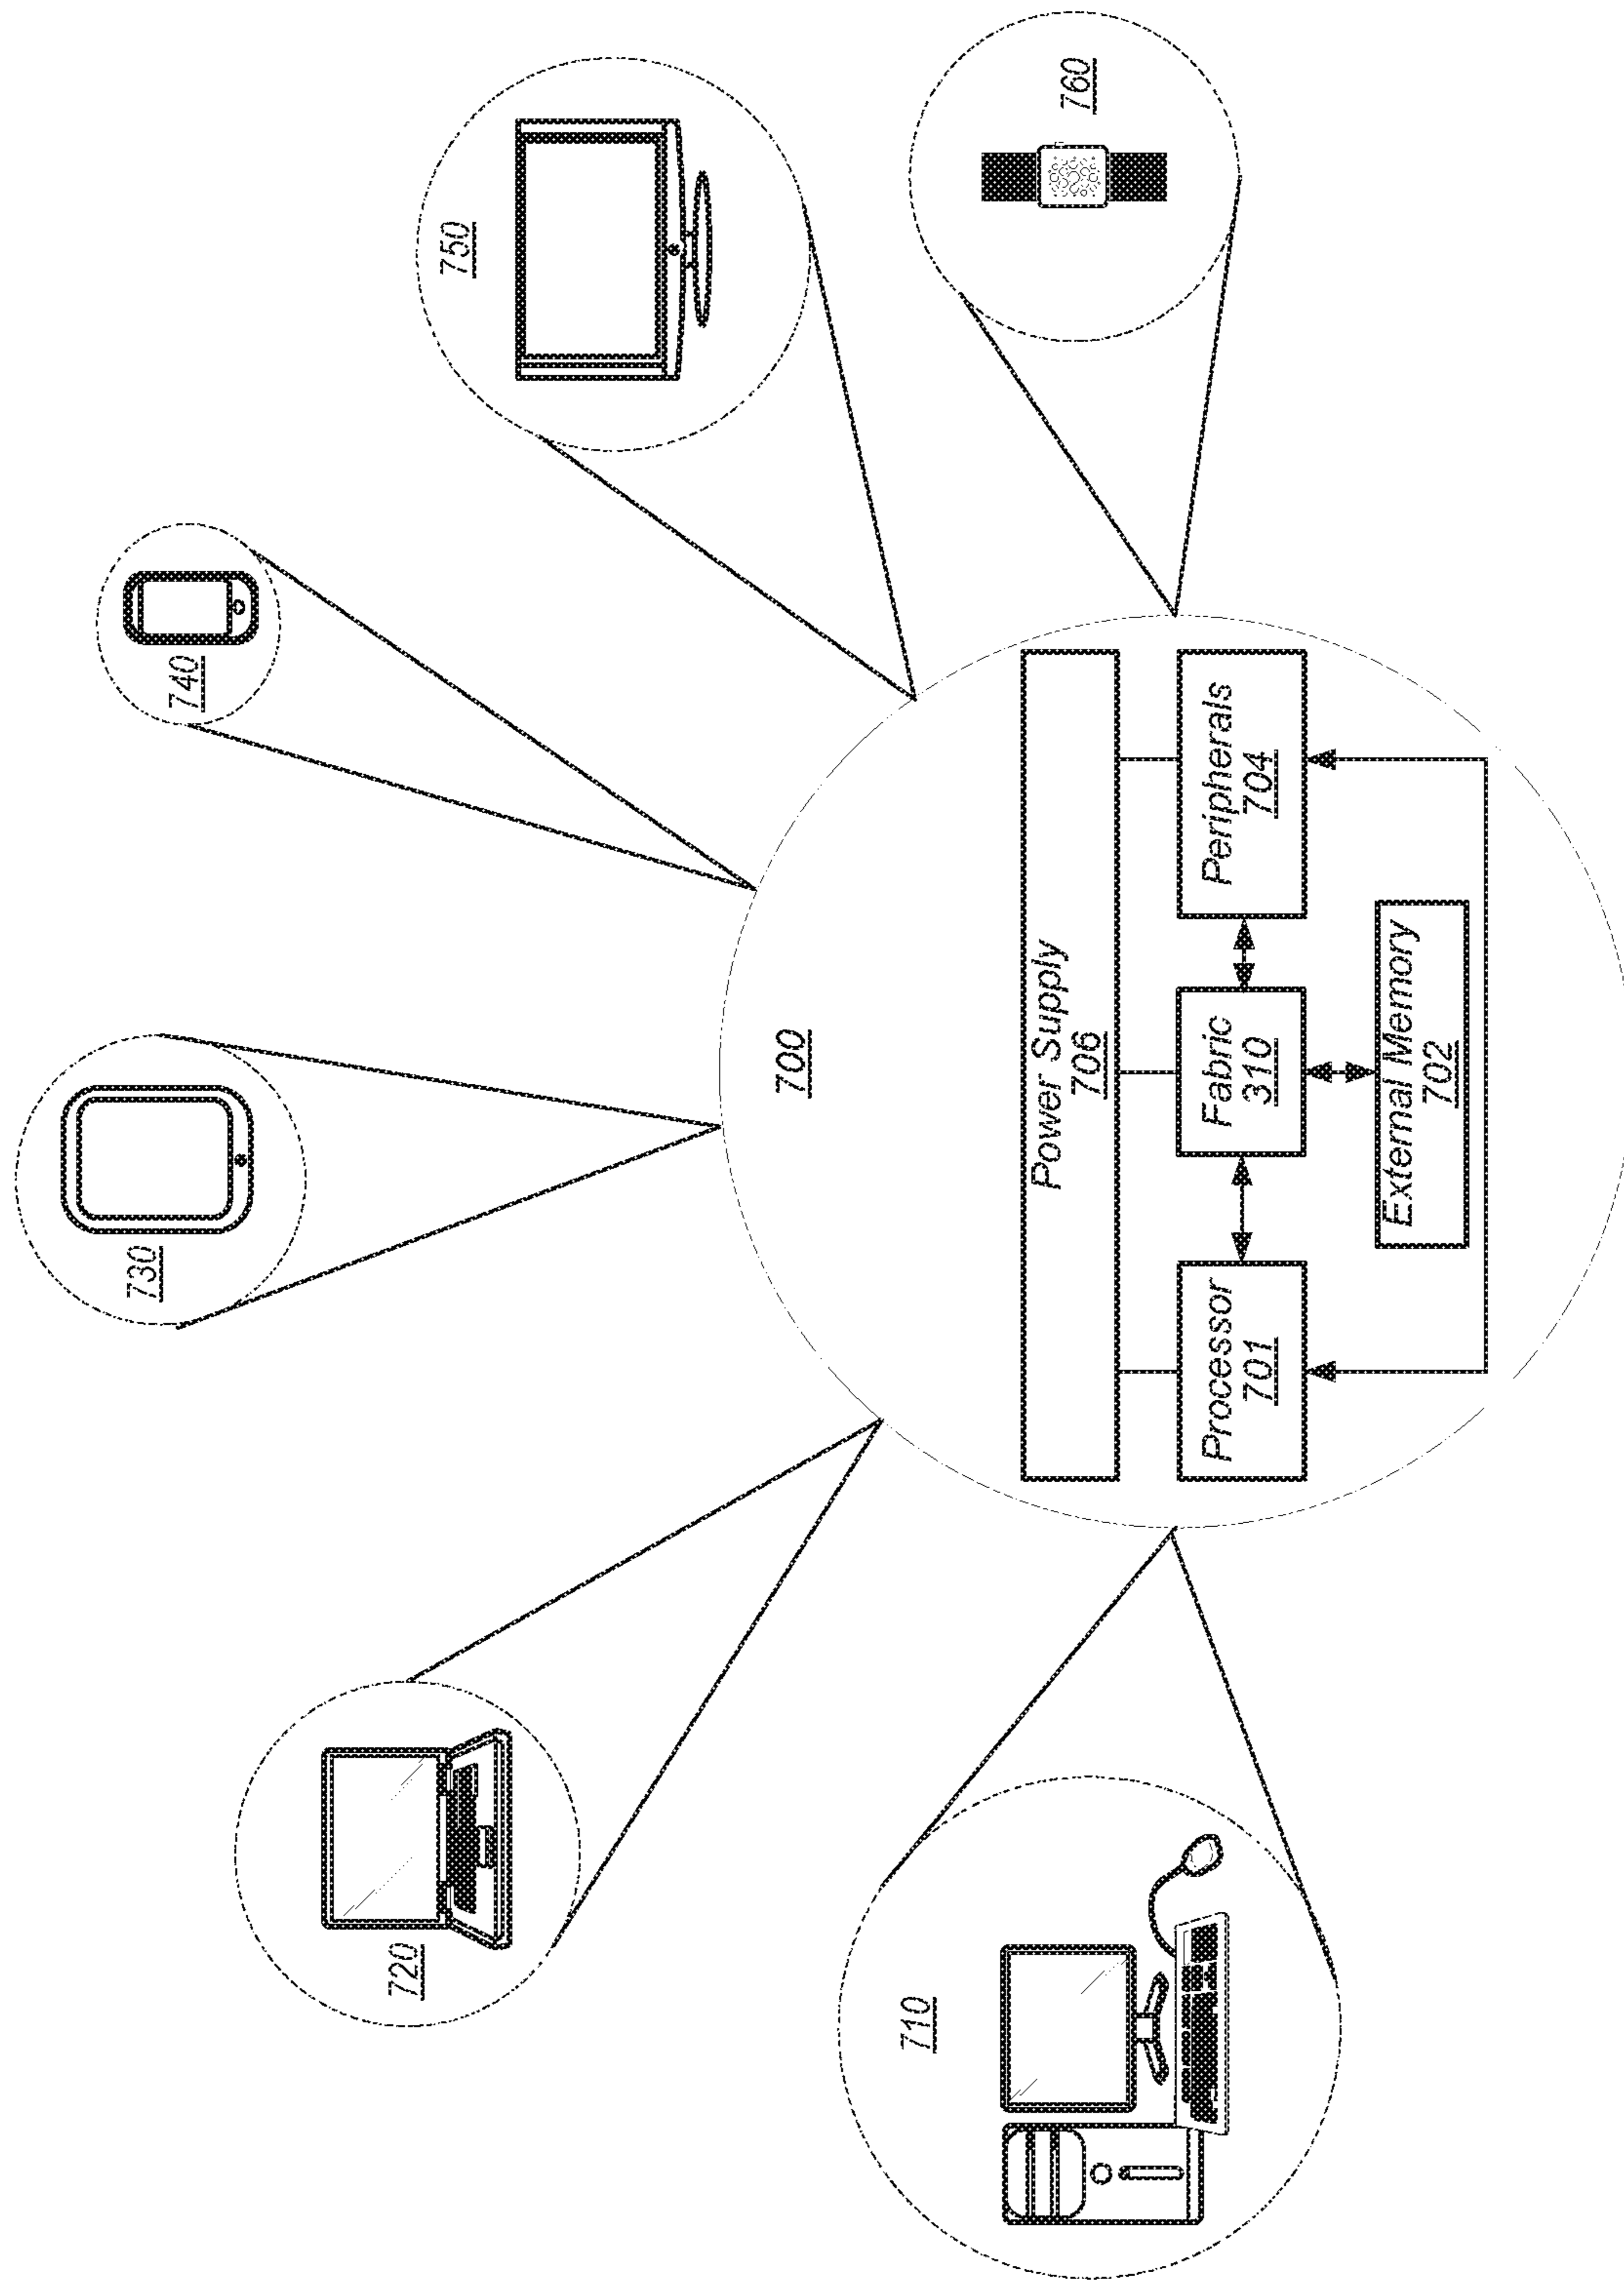 730
740
720
750
700
710
760
Power Supply
706
Processor
701
Fabric
310
Peripherals
704
External Memory
702